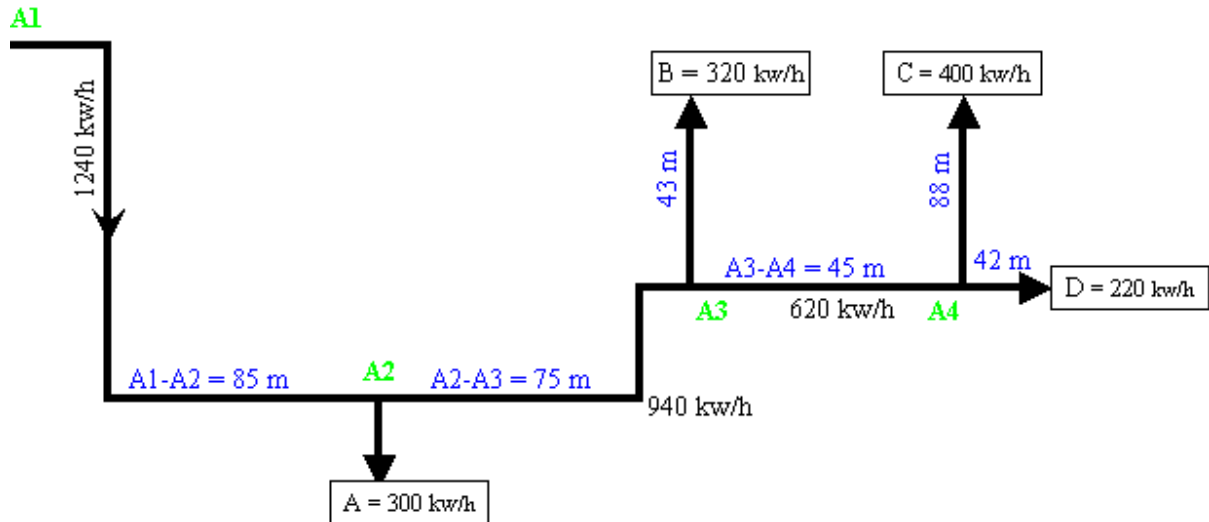 A1
1240 kw/h
B = 320 kw/h
C = 400 kw/h
43 m
88 m
A3-A4 = 45 m
42 m
D = 220 kw/h
A3
620 kw/h
A4
A1-A2 = 85 m
A2
A2-A3 = 75 m
940 kw/h
A = 300 kw/h